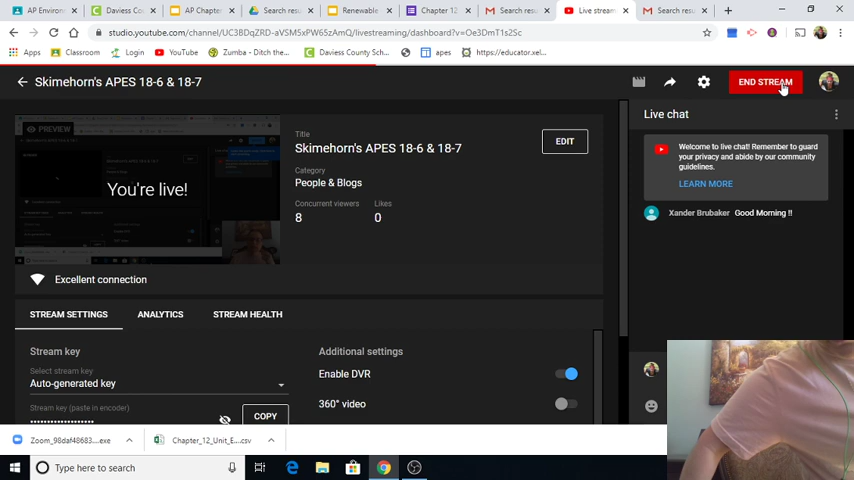 AP Environ
Daviess Co
AP Chapter
Search resu
Renewable
Chapter 12
Search resu
Live stream
Search resu
studio.youtube.com/channel/UC3BDqZRD-aVSM5xPW65zAmQ/livestreaming/dashboard?v=Oe3DmT1s2Sc
Apps
Classroom
Login
YouTube
Zumba - Ditch the...
Daviess County Sch...
apes
https://educator.xel...
Skimehorn's APES 18-6 & 18-7
END STREAM
PREVIEW
You're live!
Title
Skimehorn's APES 18-6 & 18-7
EDIT
Category
People & Blogs
Concurrent viewers
Likes
8
0
Excellent connection
STREAM SETTINGS
ANALYTICS
STREAM HEALTH
Stream key
Select stream key
Auto-generated key
Stream key (paste in encoder)
COPY
Additional settings
Enable DVR
360° video
Live chat
Welcome to live chat! Remember to guard
your privacy and abide by our community
guidelines.
LEARN MORE
Xander Brubaker Good Morning !!
Zoom_98daf48683....exe
Chapter_12_Unit_E....csv
Type here to search